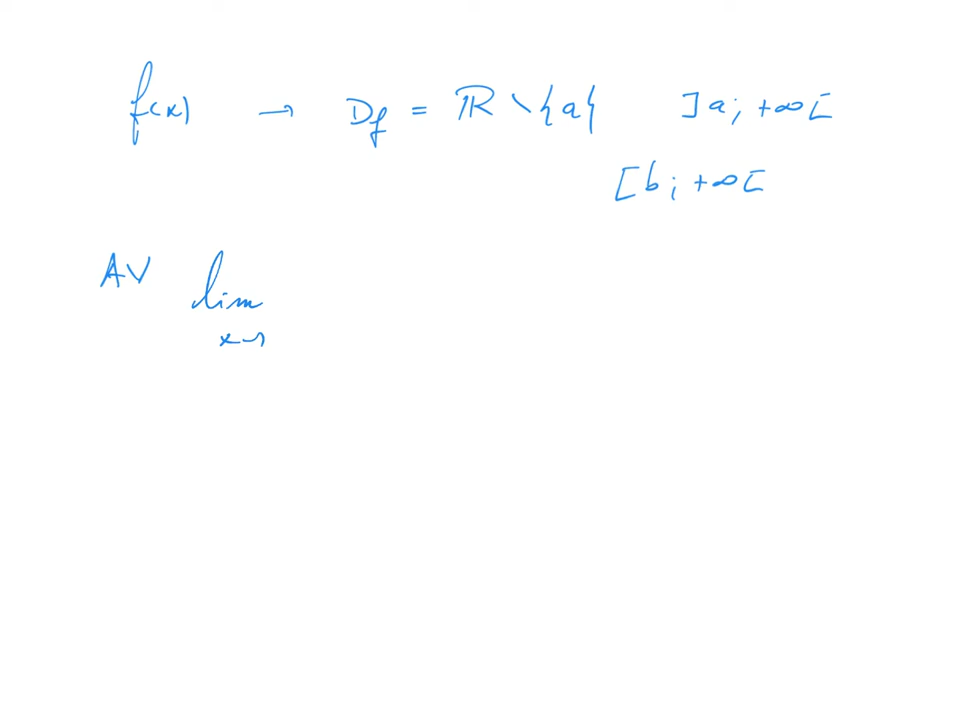 f(x) → Df = ℝ \ {a} ]a; +∞[
[b; +∞[
AV lim
x→